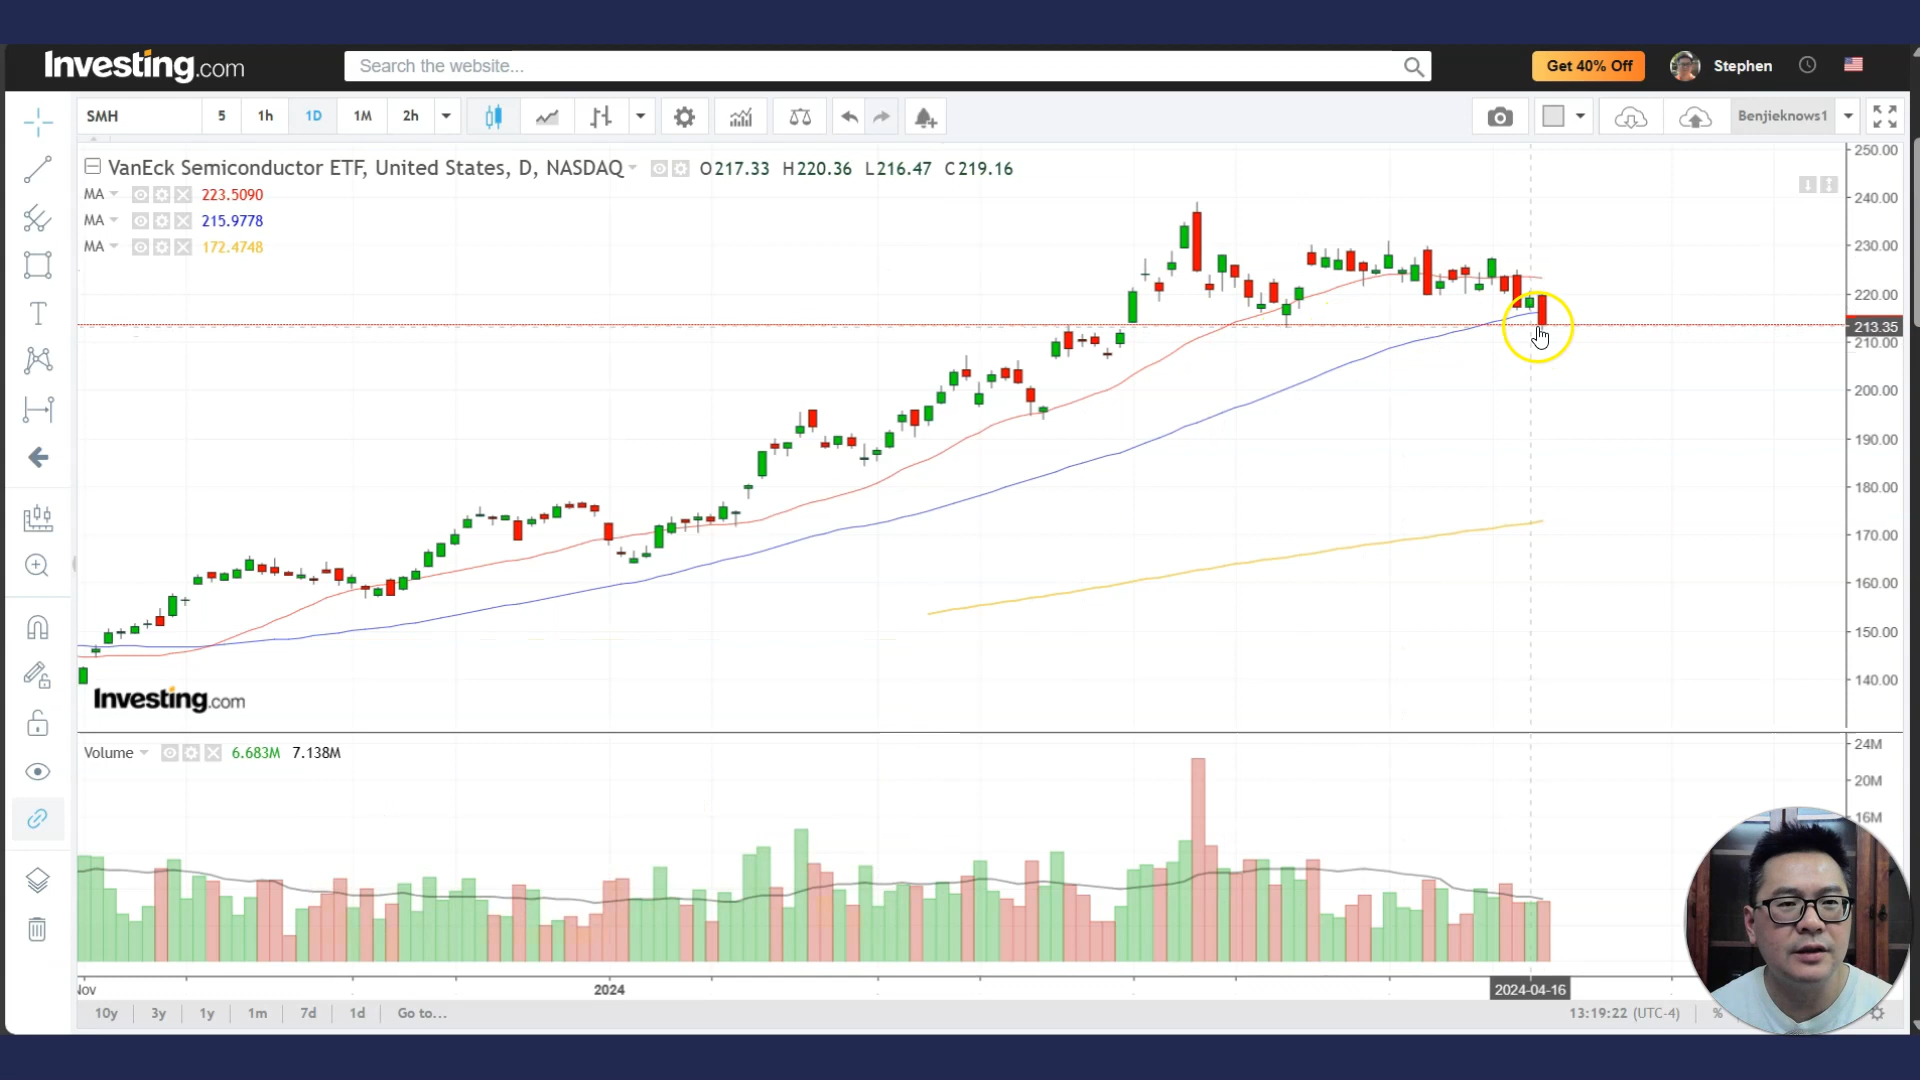 Investing.com
Search the website...
Get 40% Off
Stephen
SMH
5
1h
1D
1M
2h
Benjieknows1
VanEck Semiconductor ETF, United States, D, NASDAQ
O217.33 H220.36 L216.47 C219.16
MA 223.5090
MA 215.9778
MA 172.4748
250.00
240.00
230.00
220.00
213.35
210.00
200.00
190.00
180.00
170.00
160.00
150.00
140.00
Investing.com
Volume 6.683M 7.138M
24M
20M
16M
2024
2024-04-16
10y
3y
1y
1m
7d
1d
Go to...
13:19:22 (UTC-4)
%